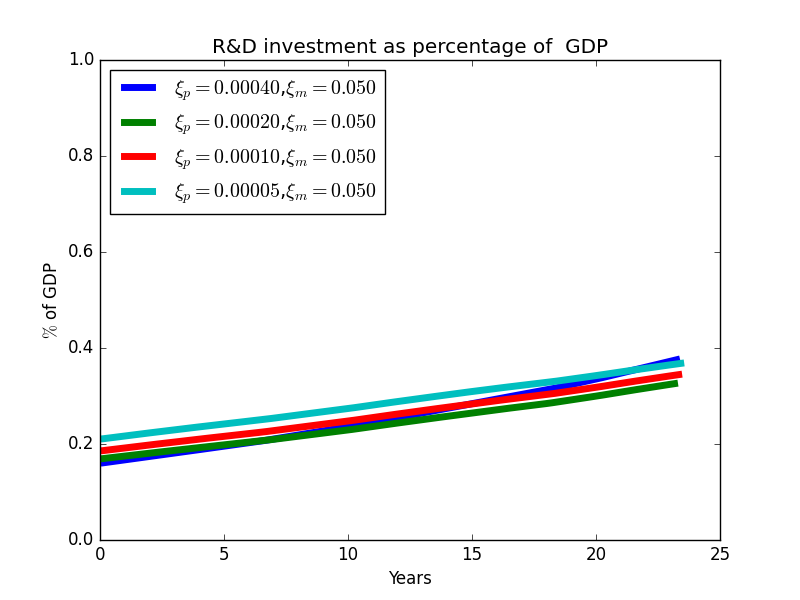 R&D investment as percentage of  GDP
1.0
0.8
0.6
0.4
0.2
0.0
% of GDP
ξp = 0.00040,ξm = 0.050
ξp = 0.00020,ξm = 0.050
ξp = 0.00010,ξm = 0.050
ξp = 0.00005,ξm = 0.050
0 5 10 15 20 25
Years